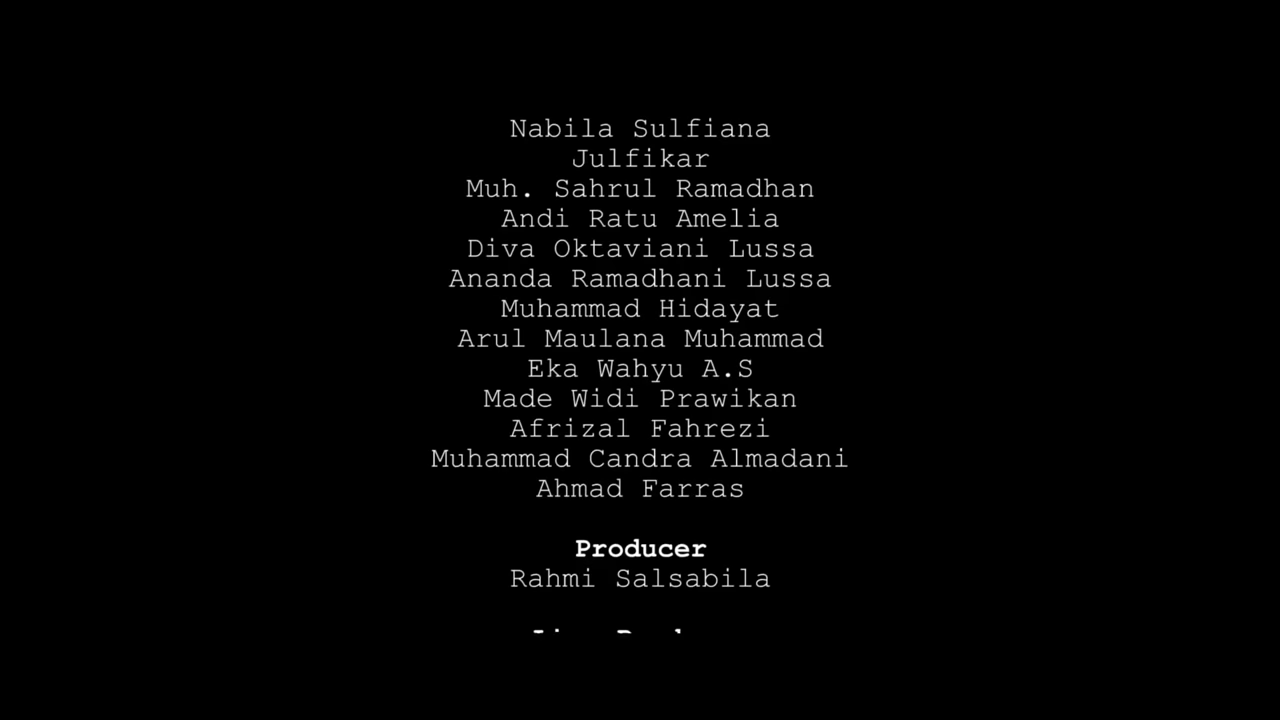 Nabila Sulfiana
Julfikar
Muh. Sahrul Ramadhan
Andi Ratu Amelia
Diva Oktaviani Lussa
Ananda Ramadhani Lussa
Muhammad Hidayat
Arul Maulana Muhammad
Eka Wahyu A.S
Made Widi Prawikan
Afrizal Fahrezi
Muhammad Candra Almadani
Ahmad Farras
Producer
Rahmi Salsabila